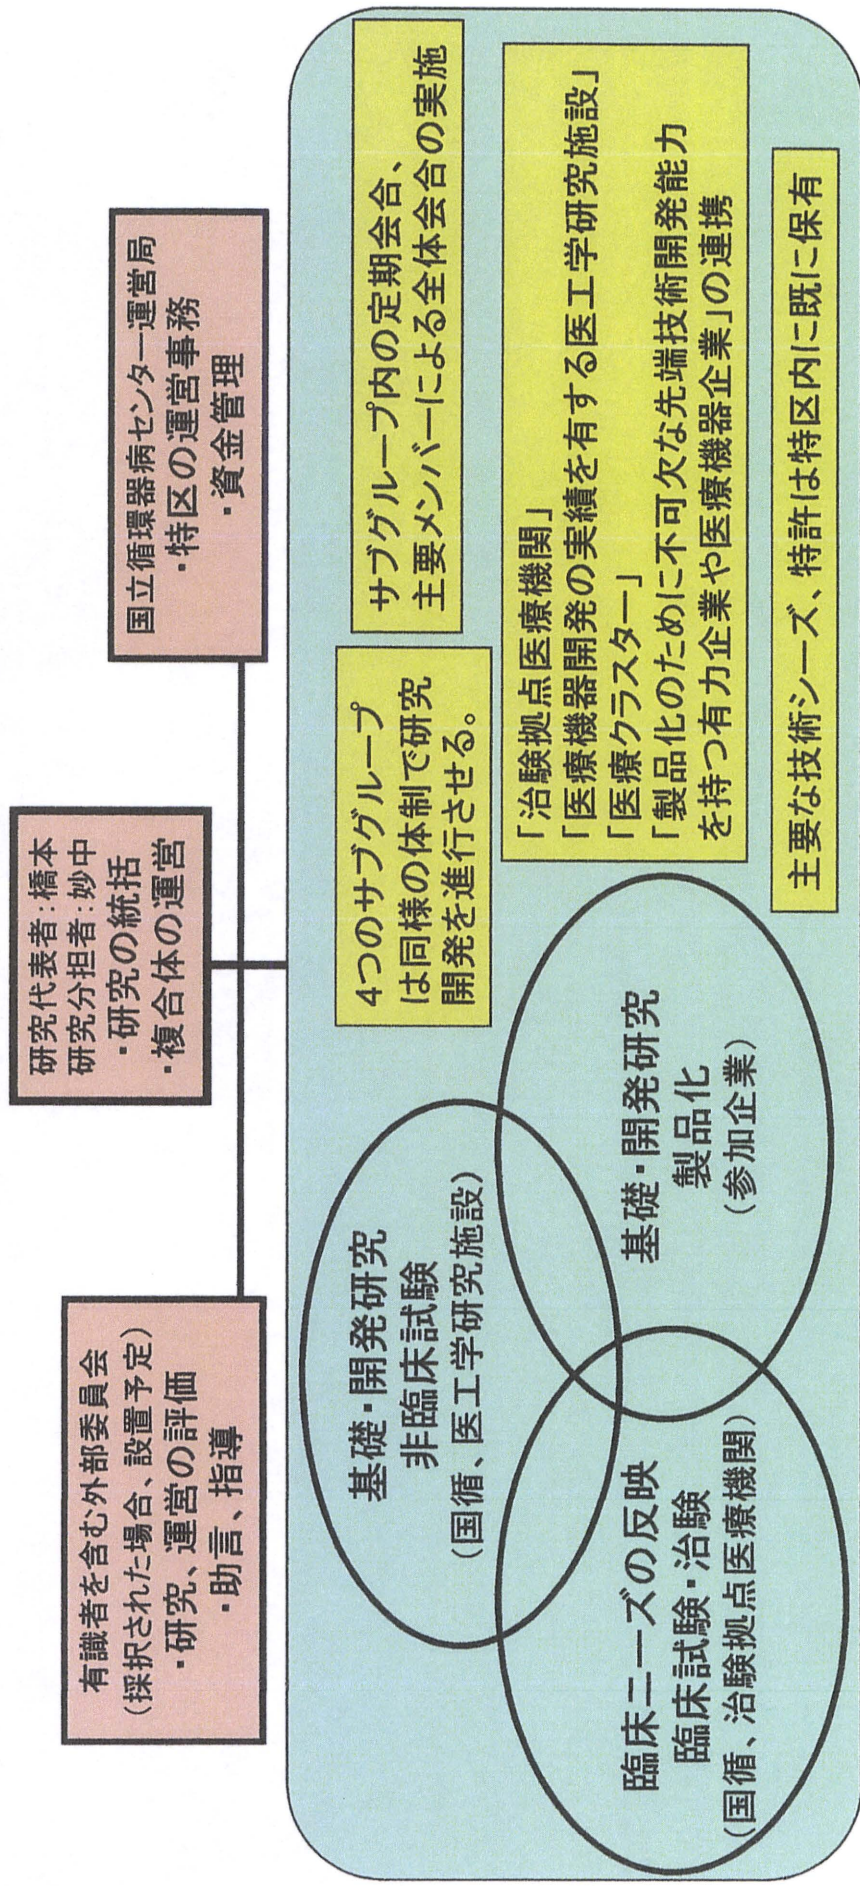 有識者を含む外部委員会
(採択された場合、設置予定)
・研究、運営の評価
・助言、指導
研究代表者:橋本
研究分担者:妙中
・研究の統括
・複合体の運営
国立循環器病センター運営局
・特区の運営事務
・資金管理
基礎・開発研究
非臨床試験
(国循、医工学研究施設)
臨床ニーズの反映
臨床試験・治験
(国循、治験拠点医療機関)
基礎・開発研究
製品化
(参加企業)
4つのサブグループ
は同様の体制で研究
開発を進行させる。
サブグループ内の定期会合、
主要メンバーによる全体会合の実施
「治験拠点医療機関」
「医療機器開発の実績を有する医工学研究施設」
「医療クラスター」
「製品化のために不可欠な先端技術開発能力
を持つ有力企業や医療機器企業」の連携
主要な技術シーズ、特許は特区内に既に保有